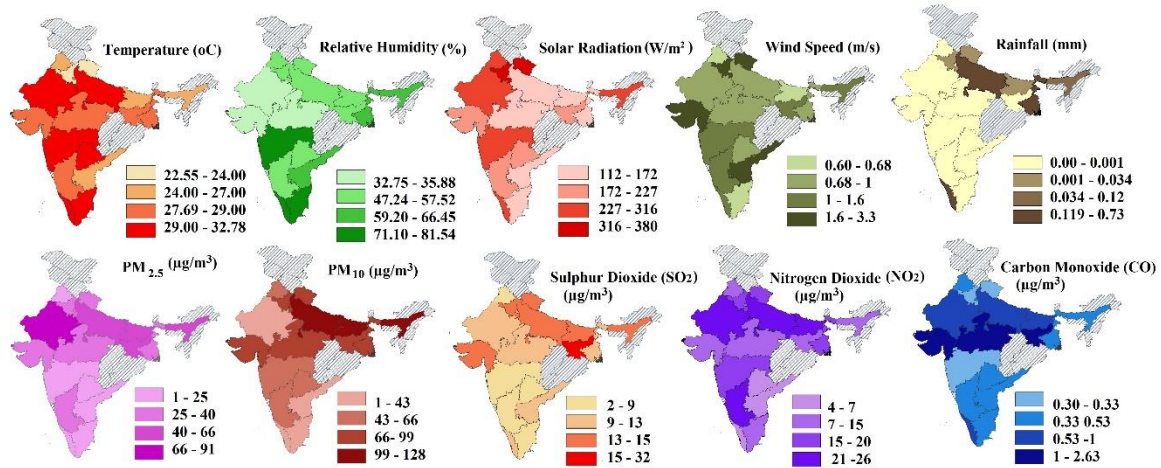 Temperature (oC)
22.55 - 24.00
24.00 - 27.00
27.69 - 29.00
29.00 - 32.78
Relative Humidity (%)
32.75 - 35.88
47.24 - 57.52
59.20 - 66.45
71.10 - 81.54
Solar Radiation (W/m²)
112 - 172
172 - 227
227 - 316
316 - 380
Wind Speed (m/s)
0.60 - 0.68
0.68 - 1
1 - 1.6
1.6 - 3.3
Rainfall (mm)
0.00 - 0.001
0.001 - 0.034
0.034 - 0.12
0.119 - 0.73
PM2.5 (µg/m³)
1 - 25
25 - 40
40 - 66
66 - 91
PM10 (µg/m³)
1 - 43
43 - 66
66 - 99
99 - 128
Sulphur Dioxide (SO2)
(µg/m³)
2 - 9
9 - 13
13 - 15
15 - 32
Nitrogen Dioxide (NO2)
(µg/m³)
4 - 7
7 - 15
15 - 20
21 -26
Carbon Monoxide (CO)
(µg/m³)
0.30 - 0.33
0.33 0.53
0.53 -1
1 - 2.63